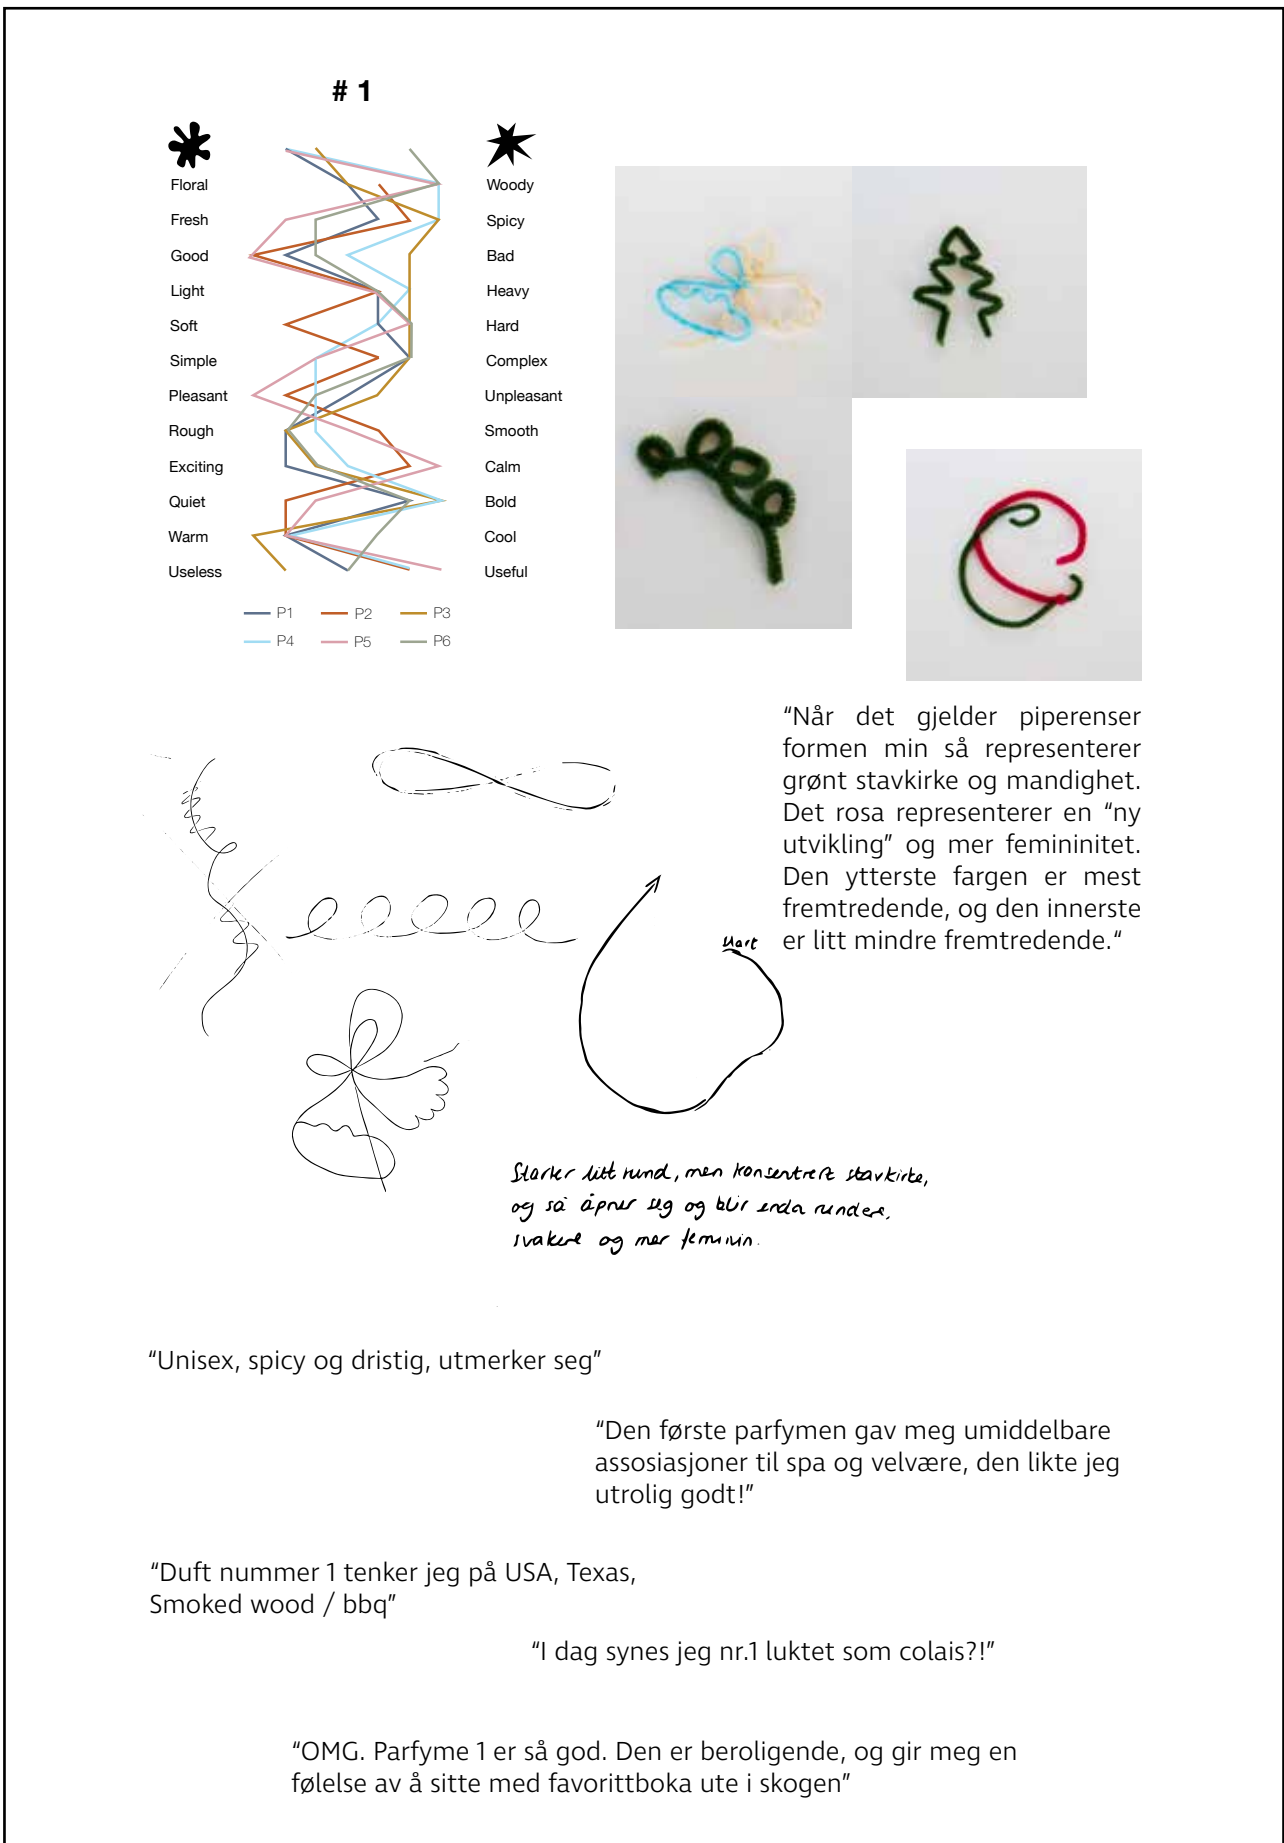 # 1
Floral Woody
Fresh Spicy
Good Bad
Light Heavy
Soft Hard
Simple Complex
Pleasant Unpleasant
Rough Smooth
Exciting Calm
Quiet Bold
Warm Cool
Useless Useful
P1 P2 P3
P4 P5 P6
“Når det gjelder piperenser
formen min så representerer
grønt stavkirke og mandighet.
Det rosa representerer en “ny
utvikling” og mer femininitet.
Den ytterste fargen er mest
fremtredende, og den innerste
er litt mindre fremtredende.“
start
Starter litt rund, men konsentrert stavkirke,
og så åpner seg og blir enda rundere,
svakere og mer feminin.
“Unisex, spicy og dristig, utmerker seg”
“Den første parfymen gav meg umiddelbare
assosiasjoner til spa og velvære, den likte jeg
utrolig godt!”
“Duft nummer 1 tenker jeg på USA, Texas,
Smoked wood / bbq”
“I dag synes jeg nr.1 luktet som colais?!”
“OMG. Parfyme 1 er så god. Den er beroligende, og gir meg en
følelse av å sitte med favorittboka ute i skogen”